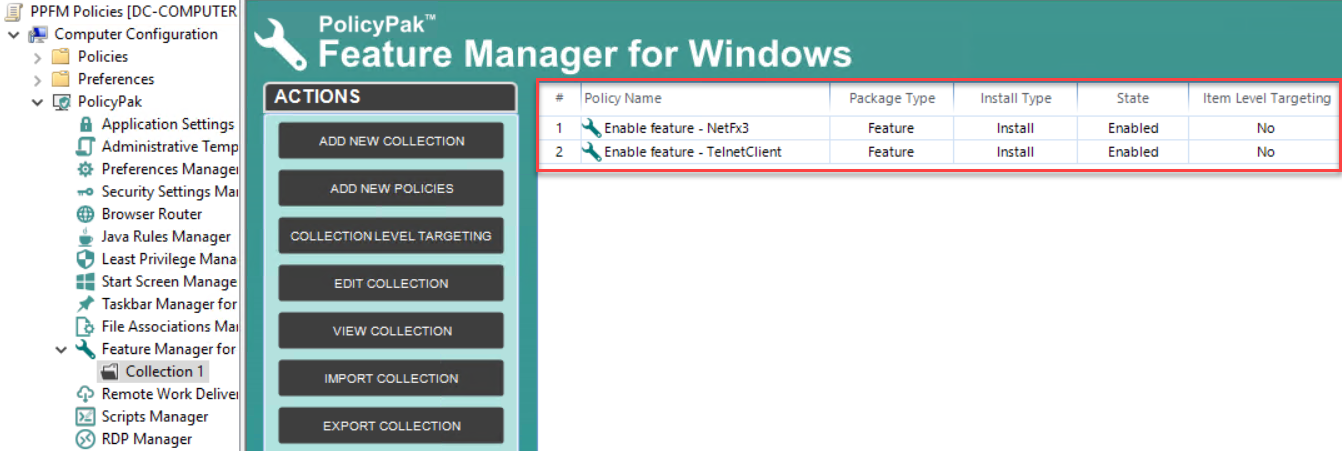 PPFM Policies [DC-COMPUTER
Computer Configuration
Policies
Preferences
PolicyPak
Application Settings
Administrative Temp
Preferences Manager
Security Settings Mar
Browser Router
Java Rules Manager
Least Privilege Mana
Start Screen Manage
Taskbar Manager for
File Associations Mar
Feature Manager for
Collection 1
Remote Work Deliver
Scripts Manager
RDP Manager
PolicyPak™
Feature Manager for Windows
ACTIONS
ADD NEW COLLECTION
ADD NEW POLICIES
COLLECTION LEVEL TARGETING
EDIT COLLECTION
VIEW COLLECTION
IMPORT COLLECTION
EXPORT COLLECTION
# Policy Name Package Type Install Type State Item Level Targeting
1 Enable feature - NetFx3 Feature Install Enabled No
2 Enable feature - TelnetClient Feature Install Enabled No